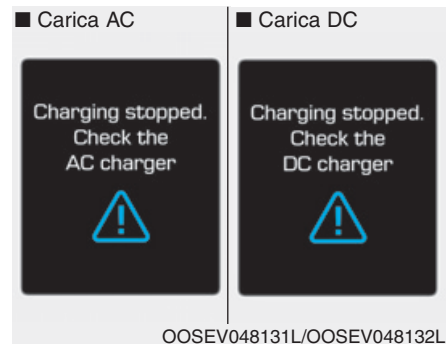 ■ Carica AC
Charging stopped.
Check the
AC charger
■ Carica DC
Charging stopped.
Check the
DC charger
OOSEV048131L/OOSEV048132L